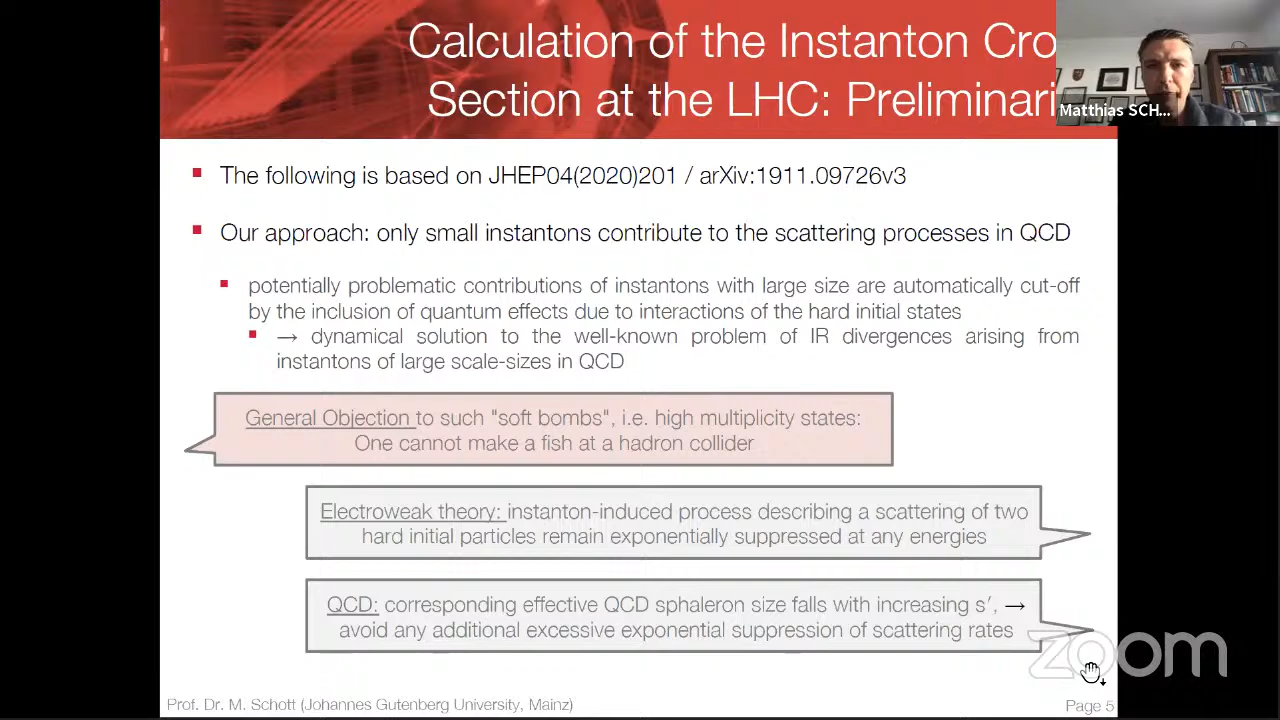 Calculation of the Instanton Cro
Section at the LHC: Preliminari
Matthias SCH...
The following is based on JHEP04(2020)201 / arXiv:1911.09726v3
Our approach: only small instantons contribute to the scattering processes in QCD
potentially problematic contributions of instantons with large size are automatically cut-off
by the inclusion of quantum effects due to interactions of the hard initial states
→ dynamical solution to the well-known problem of IR divergences arising from
instantons of large scale-sizes in QCD
General Objection to such "soft bombs", i.e. high multiplicity states:
One cannot make a fish at a hadron collider
Electroweak theory: instanton-induced process describing a scattering of two
hard initial particles remain exponentially suppressed at any energies
QCD: corresponding effective QCD sphaleron size falls with increasing s′, →
avoid any additional excessive exponential suppression of scattering rates
zoom
Prof. Dr. M. Schott (Johannes Gutenberg University, Mainz)
Page 5